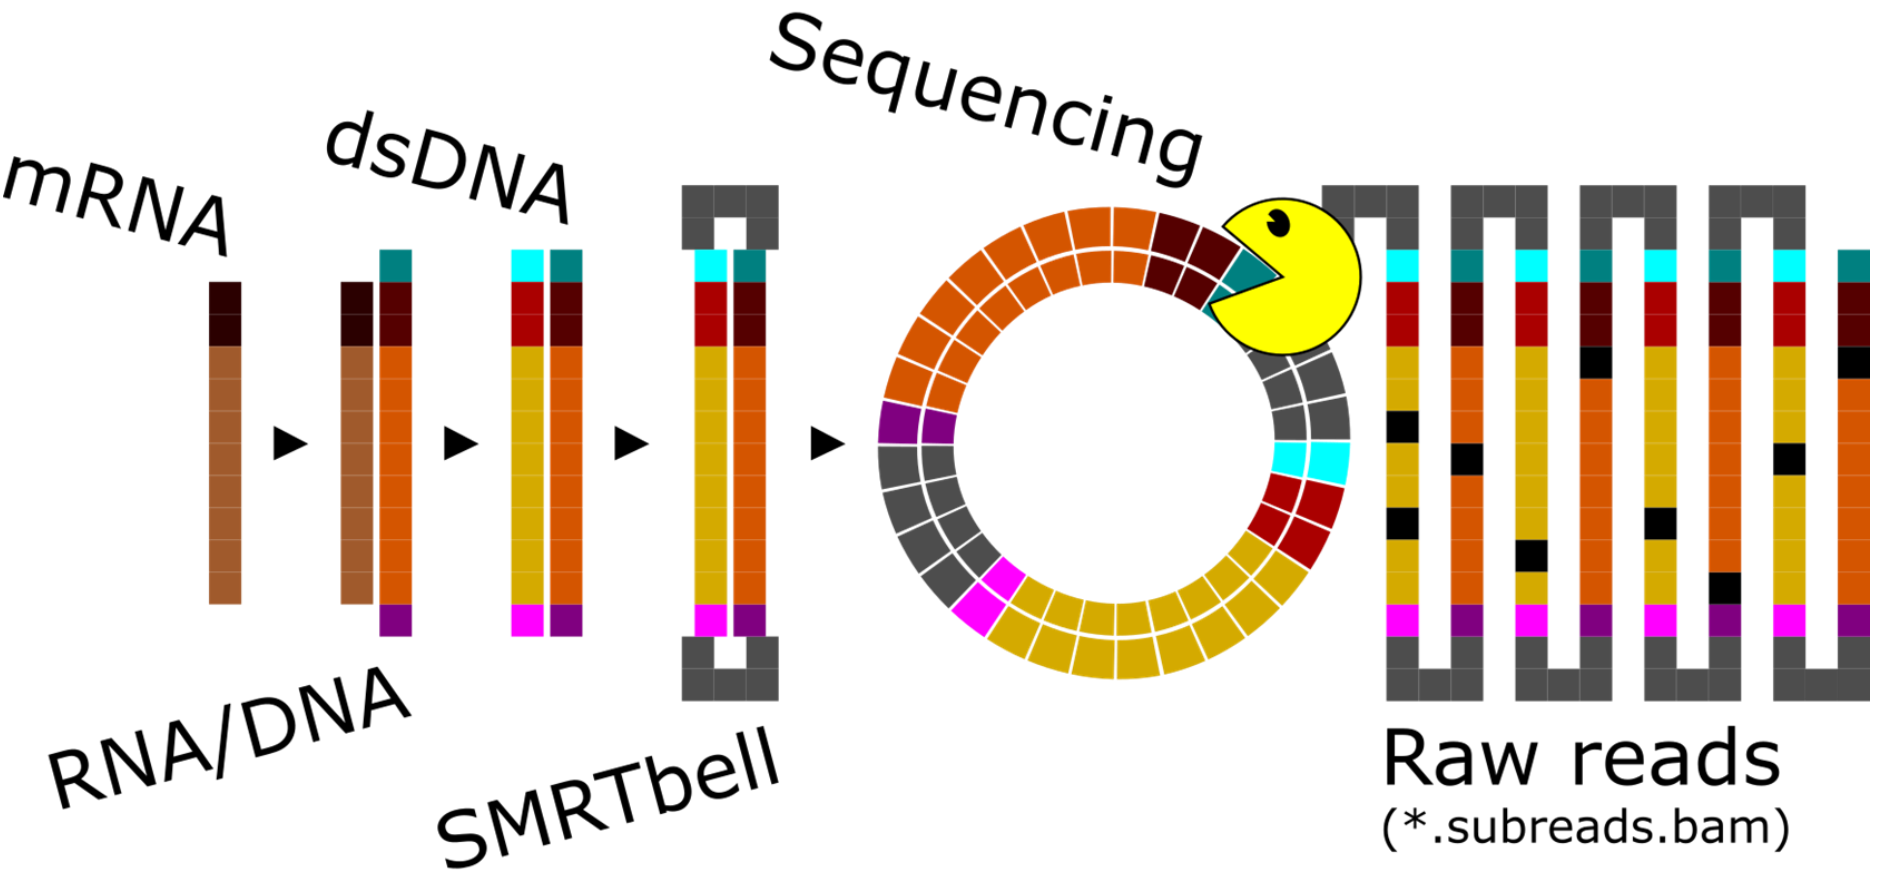 mRNA
dsDNA
Sequencing
RNA/DNA
SMRTbell
Raw reads
(*.subreads.bam)